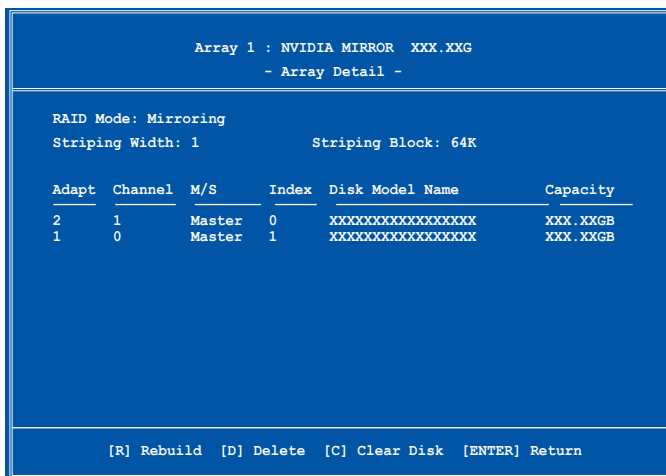 Array 1 : NVIDIA MIRROR XXX.XXG
- Array Detail -
RAID Mode: Mirroring
Striping Width: 1 Striping Block: 64K
Adapt Channel M/S Index Disk Model Name Capacity
2 1 Master 0 XXXXXXXXXXXXXXXXX XXX.XXGB
1 0 Master 1 XXXXXXXXXXXXXXXXX XXX.XXGB
[R] Rebuild [D] Delete [C] Clear Disk [ENTER] Return